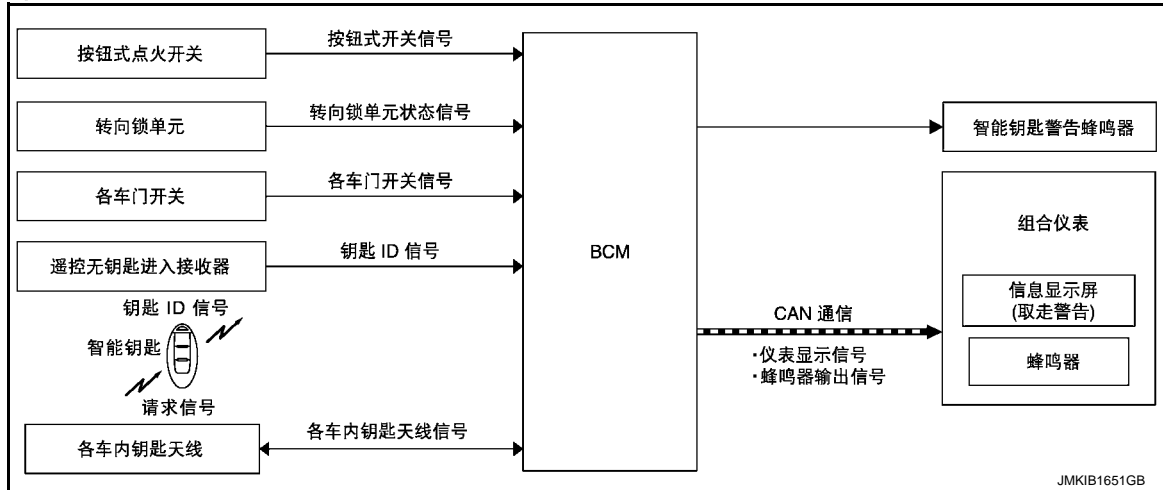 按钮式点火开关
按钮式开关信号
转向锁单元
转向锁单元状态信号
各车门开关
各车门开关信号
遥控无钥匙进入接收器
钥匙 ID 信号
钥匙 ID 信号
智能钥匙
请求信号
各车内钥匙天线
各车内钥匙天线信号
BCM
智能钥匙警告蜂鸣器
组合仪表
信息显示屏
(取走警告)
蜂鸣器
CAN 通信
·仪表显示信号
·蜂鸣器输出信号
JMKIB1651GB